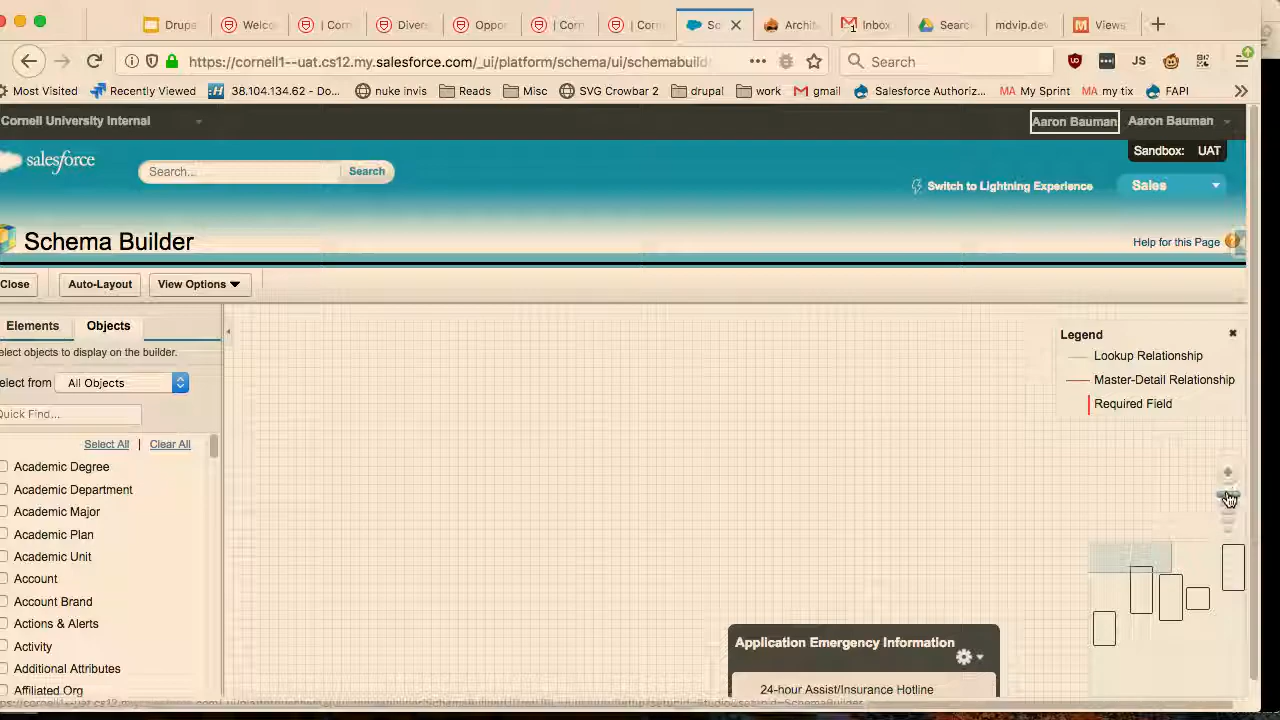 Drupe
Welco
| Corr
Divers
Oppor
| Corr
| Corr
Sc
Archit
Inbox
Searc
mdvip.dev
Views
https://cornell1--uat.cs12.my.salesforce.com/_ui/platform/schema/ui/schemabuild
Search
JS
Most Visited
Recently Viewed
38.104.134.62 - Do...
nuke invis
Reads
Misc
SVG Crowbar 2
drupal
work
gmail
Salesforce Authoriz...
MA My Sprint
MA my tix
FAPI
Cornell University Internal
Aaron Bauman
Aaron Bauman
salesforce
Search...
Search
Sandbox: UAT
Switch to Lightning Experience
Sales
Schema Builder
Help for this Page
Close
Auto-Layout
View Options
Elements
Objects
elect objects to display on the builder.
elect from
All Objects
Quick Find...
Select All | Clear All
Academic Degree
Academic Department
Academic Major
Academic Plan
Academic Unit
Account
Account Brand
Actions & Alerts
Activity
Additional Attributes
Affiliated Org
Legend
Lookup Relationship
Master-Detail Relationship
Required Field
Application Emergency Information
24-hour Assist/Insurance Hotline